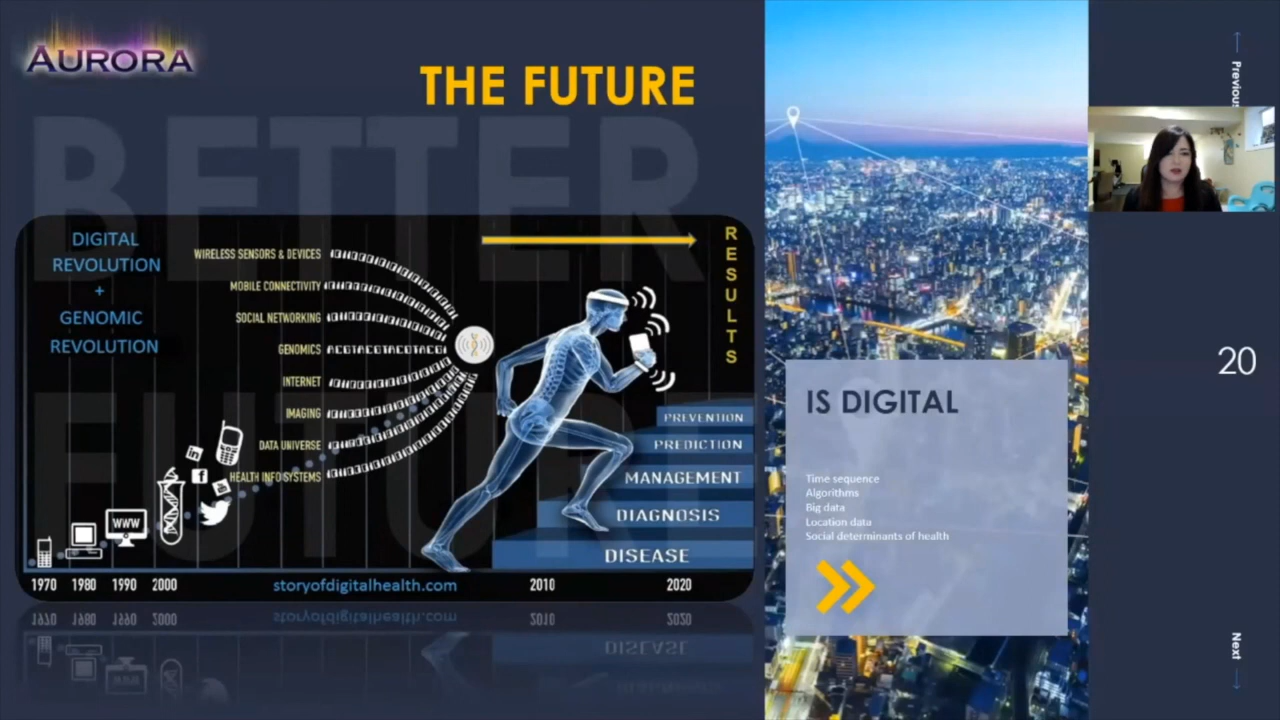 AURORA
THE FUTURE
BETTER
FUTURE
DIGITAL
REVOLUTION
+
GENOMIC
REVOLUTION
WIRELESS SENSORS & DEVICES
MOBILE CONNECTIVITY
SOCIAL NETWORKING
GENOMICS
ACGTACGTACGTACG
INTERNET
IMAGING
DATA UNIVERSE
HEALTH INFO SYSTEMS
in
f
WWW
RESULTS
PREVENTION
PREDICTION
MANAGEMENT
DIAGNOSIS
DISEASE
1970 1980 1990 2000 storyofdigitalhealth.com 2010 2020
IS DIGITAL
Time sequence
Algorithms
Big data
Location data
Social determinants of health
Previous
20
Next